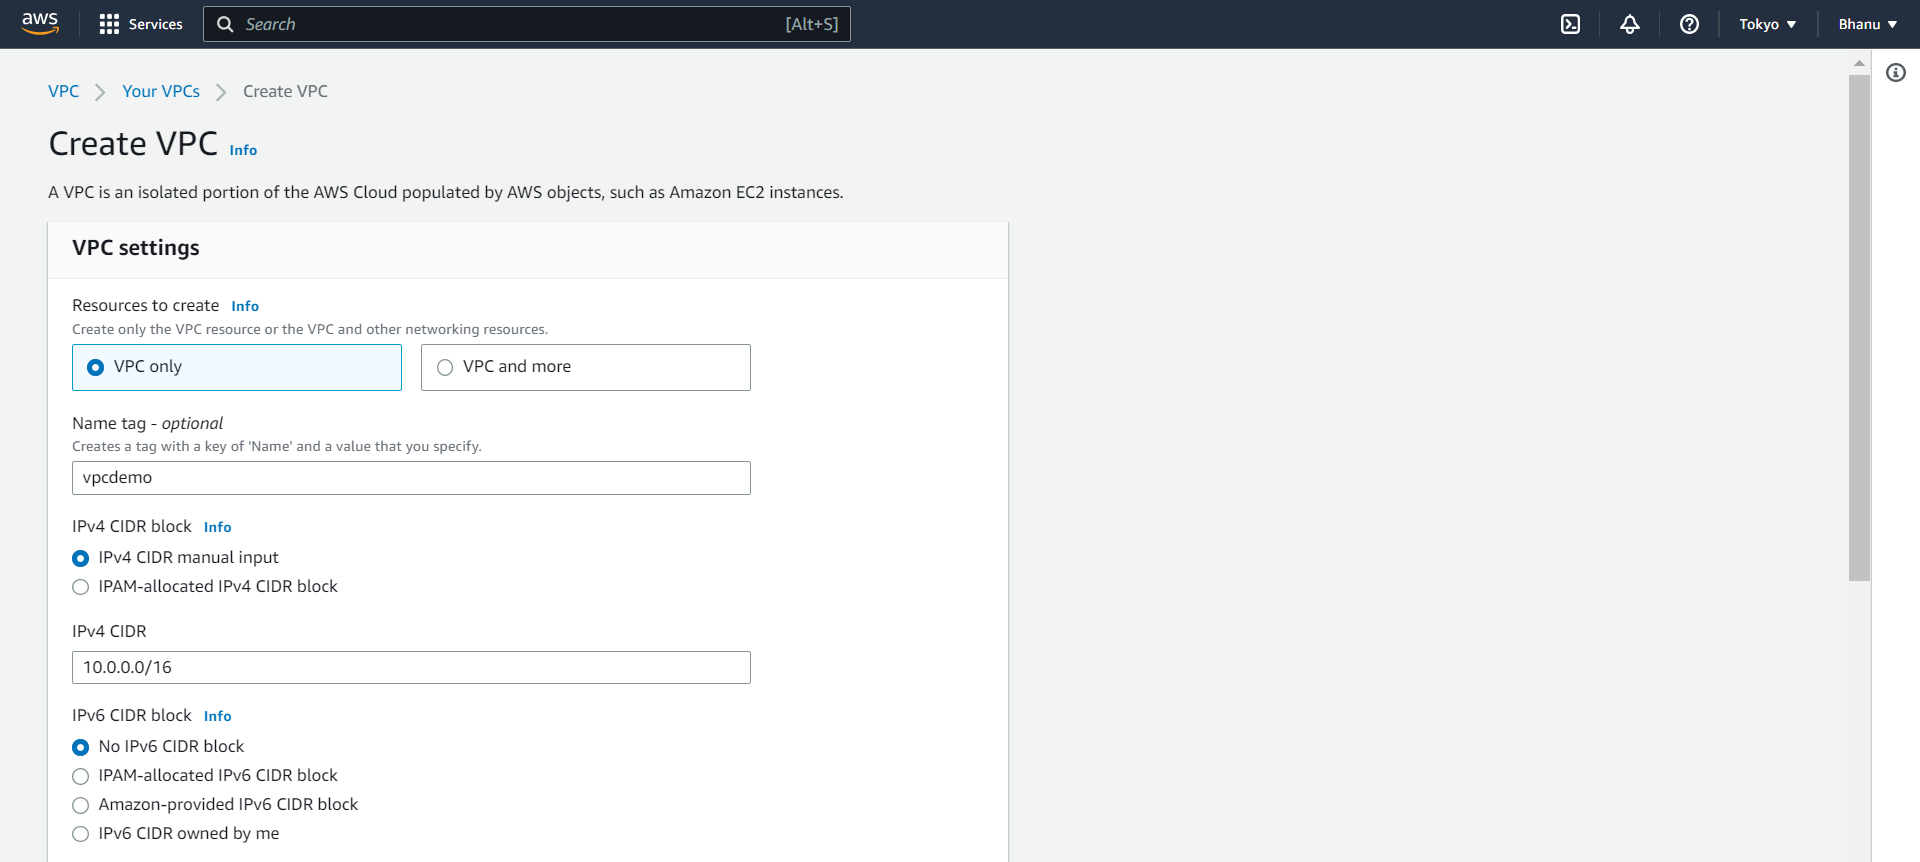 aws Services Search [Alt+S] Tokyo Bhanu
VPC Your VPCs Create VPC
Create VPC Info
A VPC is an isolated portion of the AWS Cloud populated by AWS objects, such as Amazon EC2 instances.
VPC settings
Resources to create Info
Create only the VPC resource or the VPC and other networking resources.
VPC only VPC and more
Name tag - optional
Creates a tag with a key of 'Name' and a value that you specify.
vpcdemo
IPv4 CIDR block Info
IPv4 CIDR manual input
IPAM-allocated IPv4 CIDR block
IPv4 CIDR
10.0.0.0/16
IPv6 CIDR block Info
No IPv6 CIDR block
IPAM-allocated IPv6 CIDR block
Amazon-provided IPv6 CIDR block
IPv6 CIDR owned by me